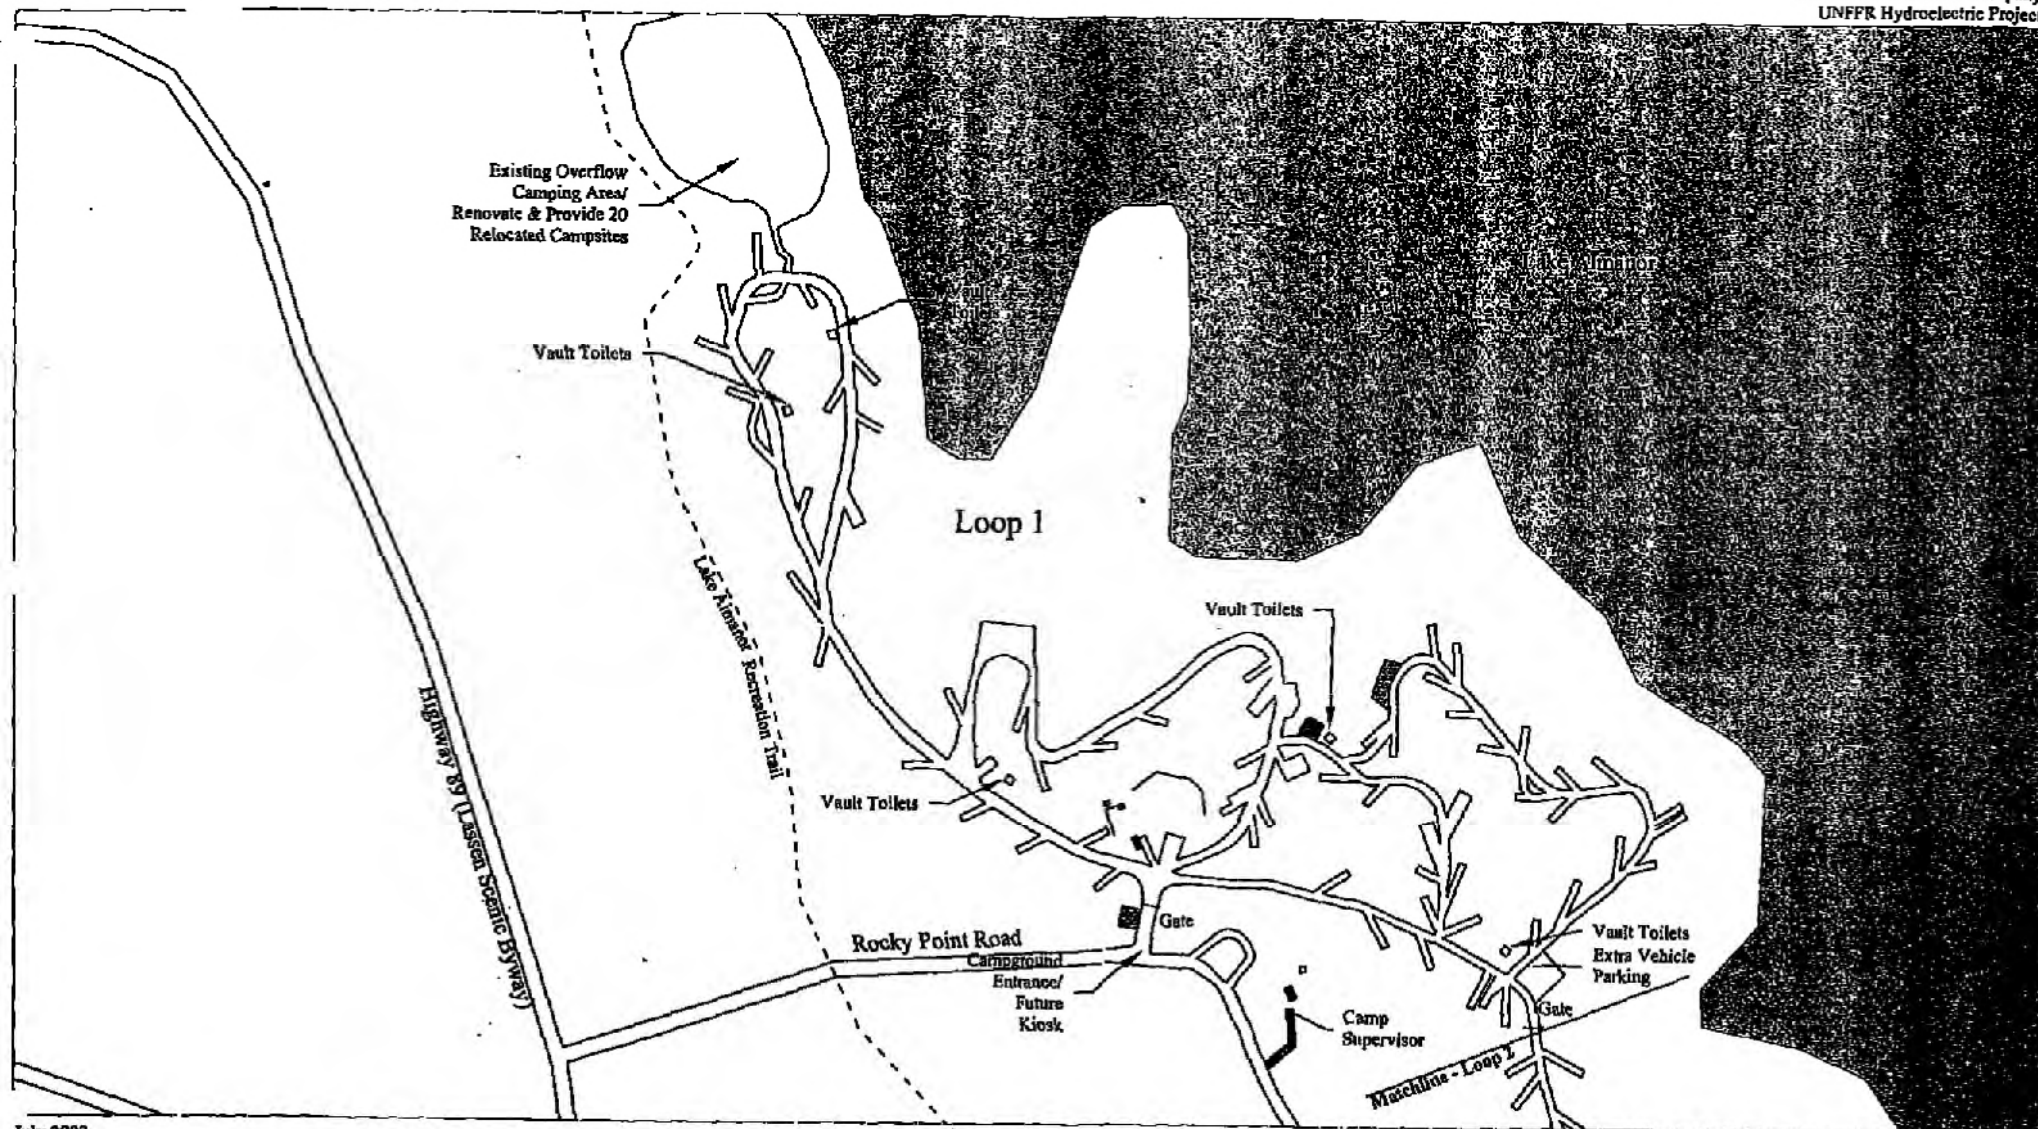 UNFFR Hydroelectric Project
Existing Overflow
Camping Area/
Renovate & Provide 20
Relocated Campsites
Lake Almanor
Vault
Toilets
Vault Toilets
Loop 1
Lake Almanor Recreation Trail
Vault Toilets
Highway 89 (Lassen Scenic Byway)
Vault Toilets
Gate
Rocky Point Road
Campground
Entrance/
Future
Kiosk
Vault Toilets
Extra Vehicle
Parking
Gate
Camp
Supervisor
Matchline - Loop 2